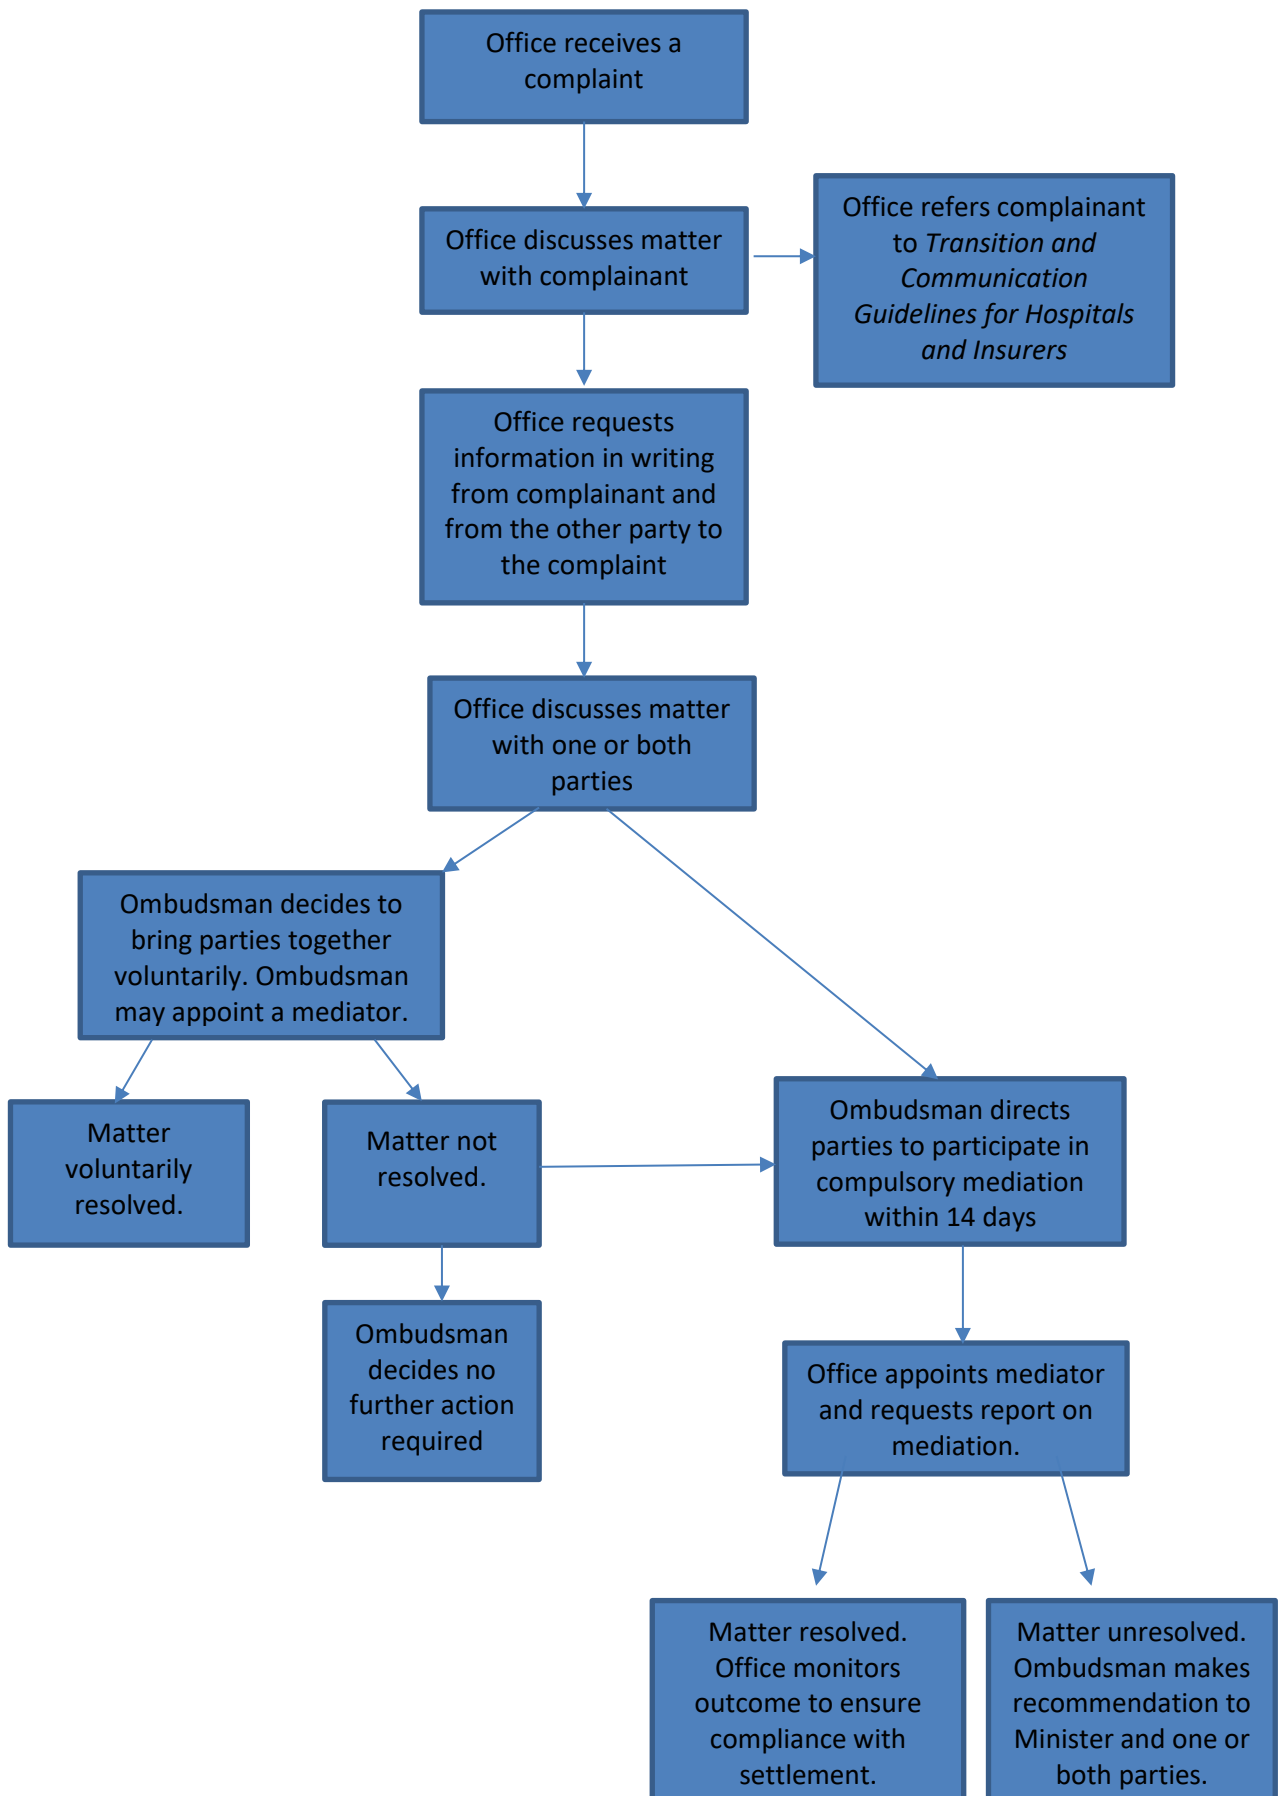 Office receives a
complaint
Office discusses matter
with complainant
Office refers complainant
to Transition and
Communication
Guidelines for Hospitals
and Insurers
Office requests
information in writing
from complainant and
from the other party to
the complaint
Office discusses matter
with one or both
parties
Ombudsman decides to
bring parties together
voluntarily. Ombudsman
may appoint a mediator.
Matter
voluntarily
resolved.
Matter not
resolved.
Ombudsman directs
parties to participate in
compulsory mediation
within 14 days
Ombudsman
decides no
further action
required
Office appoints mediator
and requests report on
mediation.
Matter resolved.
Office monitors
outcome to ensure
compliance with
settlement.
Matter unresolved.
Ombudsman makes
recommendation to
Minister and one or
both parties.